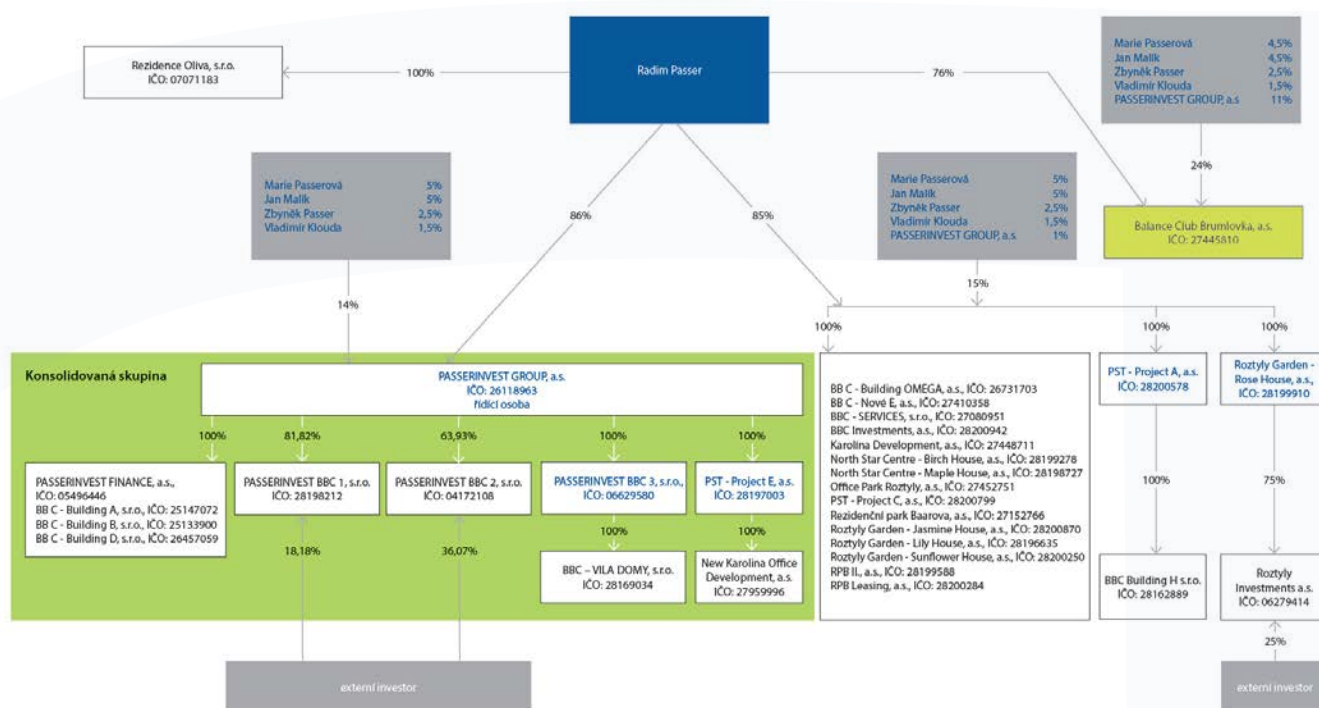 Rezidence Oliva, s.r.o.
IČO: 07071183
100%
Radim Passer
76%
Marie Passerová 4,5%
Jan Malík 4,5%
Zbyněk Passer 2,5%
Vladimír Klouda 1,5%
PASSERINVEST GROUP, a.s 11%
24%
Balance Club Brumlovka, a.s.
IČO: 27445810
Marie Passerová 5%
Jan Malík 5%
Zbyněk Passer 2,5%
Vladimír Klouda 1,5%
14%
86%
85%
Marie Passerová 5%
Jan Malík 5%
Zbyněk Passer 2,5%
Vladimír Klouda 1,5%
PASSERINVEST GROUP, a.s 1%
15%
Konsolidovaná skupina
PASSERINVEST GROUP, a.s.
IČO: 26118963
řídící osoba
100%
81,82%
63,93%
100%
100%
PASSERINVEST FINANCE, a.s.,
IČO: 05496446
BB C - Building A, s.r.o., IČO: 25147072
BB C - Building B, s.r.o., IČO: 25133900
BB C - Building D, s.r.o., IČO: 26457059
PASSERINVEST BBC 1, s.r.o.
IČO: 28198212
PASSERINVEST BBC 2, s.r.o.
IČO: 04172108
PASSERINVEST BBC 3, s.r.o.,
IČO: 06629580
PST - Project E, a.s.
IČO: 28197003
18,18%
36,07%
100%
100%
BBC – VILA DOMY, s.r.o.
IČO: 28169034
New Karolina Office
Development, a.s.
IČO: 27959996
externí investor
100%
BB C - Building OMEGA, a.s., IČO: 26731703
BB C - Nové E, a.s., IČO: 27410358
BBC - SERVICES, s.r.o., IČO: 27080951
BBC Investments, a.s., IČO: 28200942
Karolina Development, a.s., IČO: 27448711
North Star Centre - Birch House, a.s., IČO: 28199278
North Star Centre - Maple House, a.s., IČO: 28198727
Office Park Roztyly, a.s., IČO: 27452751
PST - Project C, a.s., IČO: 28200799
Rezidenční park Baarova, a.s., IČO: 27152766
Roztyly Garden - Jasmine House, a.s., IČO: 28200870
Roztyly Garden - Lily House, a.s., IČO: 28196635
Roztyly Garden - Sunflower House, a.s., IČO: 28200250
RPB II., a.s., IČO: 28199588
RPB Leasing, a.s., IČO: 28200284
100%
PST - Project A, a.s.
IČO: 28200578
100%
BBC Building H s.r.o.
IČO: 28162889
100%
Roztyly Garden -
Rose House, a.s.,
IČO: 28199910
75%
Roztyly
Investments a.s.
IČO: 06279414
25%
externí investor